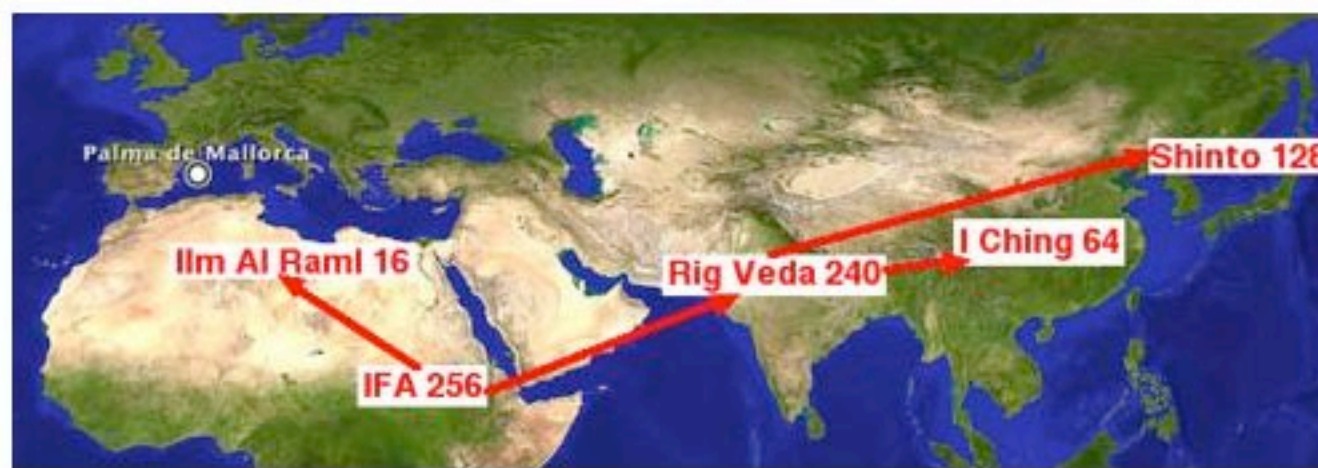 Palma de Mallorca
Shinto 128
I Ching 64
Ilm Al Raml 16
Rig Veda 240
IFA 256